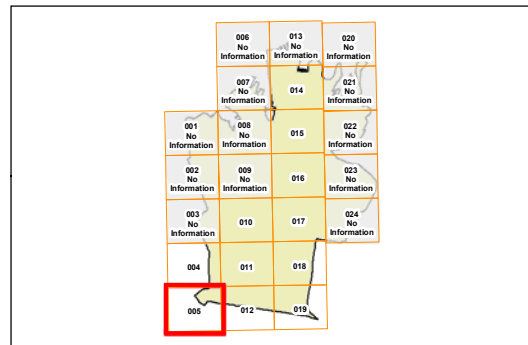 006
No
Information
013
No
Information
020
No
Information
007
No
Information
014
021
No
Information
001
No
Information
008
No
Information
015
022
No
Information
002
No
Information
009
No
Information
016
023
No
Information
003
No
Information
010
017
024
No
Information
004
011
018
005
012
019